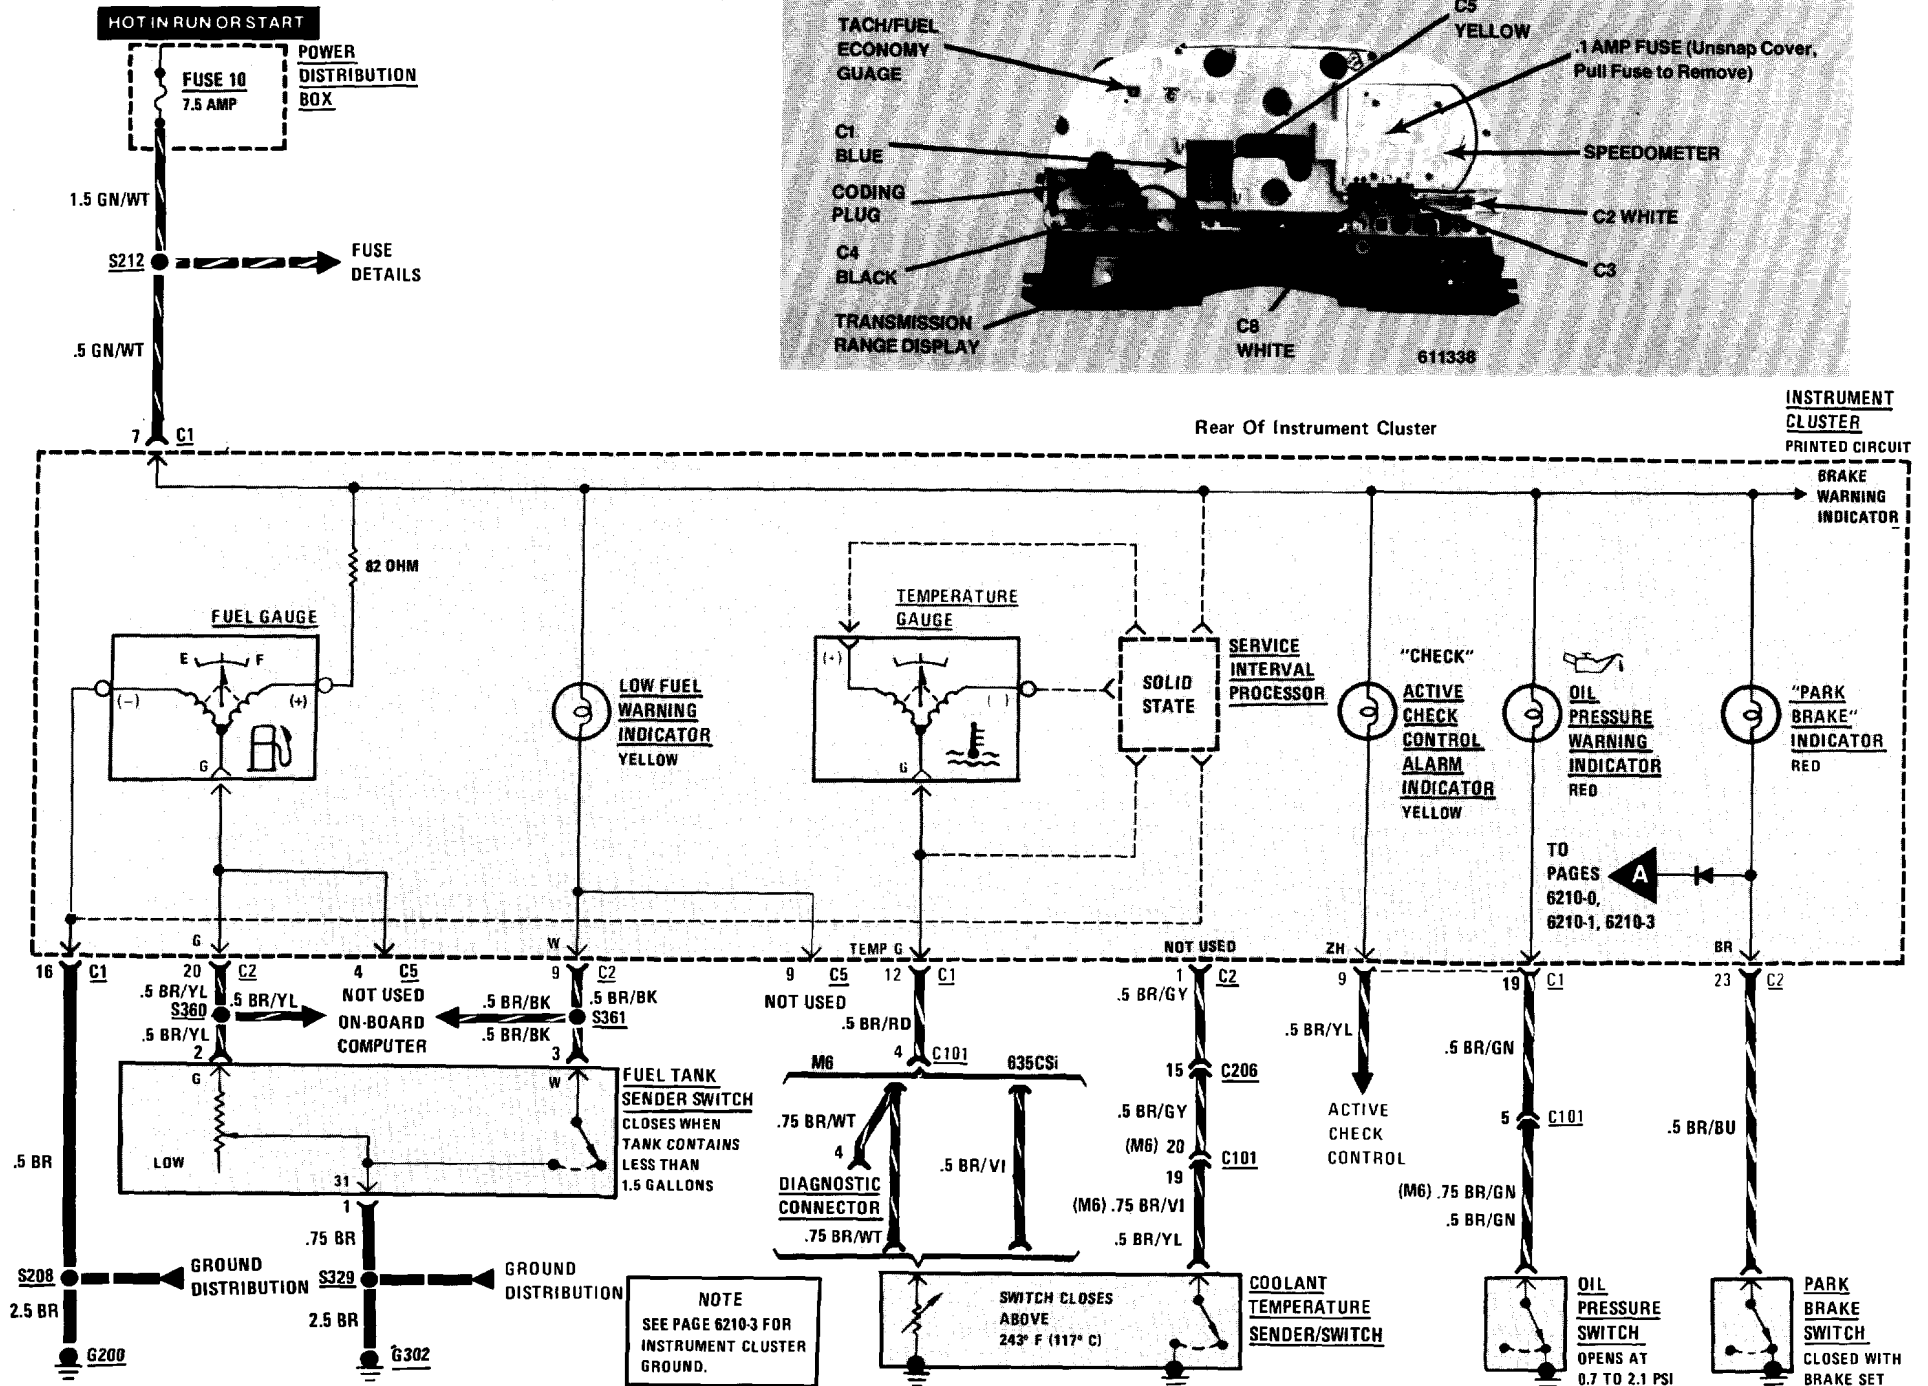 HOT IN RUN OR START
POWER
DISTRIBUTION
BOX
FUSE 10
7.5 AMP
1.5 GN/WT
S212
FUSE
DETAILS
.5 GN/WT
7 C1
TACH/FUEL
ECONOMY
GUAGE
C5
YELLOW
.1 AMP FUSE (Unsnap Cover,
Pull Fuse to Remove)
C1
BLUE
SPEEDOMETER
CODING
PLUG
C2 WHITE
C4
BLACK
C3
TRANSMISSION
RANGE DISPLAY
C8
WHITE
611338
Rear Of Instrument Cluster
INSTRUMENT
CLUSTER
PRINTED CIRCUIT
BRAKE
WARNING
INDICATOR
82 OHM
FUEL GAUGE
E F
(-) (+)
G
LOW FUEL
WARNING
INDICATOR
YELLOW
TEMPERATURE
GAUGE
(+) (-)
G
SOLID
STATE
SERVICE
INTERVAL
PROCESSOR
"CHECK"
ACTIVE
CHECK
CONTROL
ALARM
INDICATOR
YELLOW
OIL
PRESSURE
WARNING
INDICATOR
RED
"PARK
BRAKE"
INDICATOR
RED
TO
PAGES
6210-0,
6210-1, 6210-3
A
G W TEMP G NOT USED ZH BR
16 C1 20 C2 4 C5 9 C2 9 C5 12 C1 1 C2 9 19 C1 23 C2
.5 BR/YL
S360
.5 BR/YL
.5 BR/YL
2
NOT USED
ON-BOARD
COMPUTER
.5 BR/BK
.5 BR/BK
.5 BR/BK
S361
3
NOT USED
.5 BR/RD
4 C101
M6 635CSi
.75 BR/WT
4
DIAGNOSTIC
CONNECTOR
.75 BR/WT
.5 BR/VI
.5 BR/GY
15 C206
.5 BR/GY
(M6) 20
C101
19
(M6) .75 BR/VI
.5 BR/YL
.5 BR/YL
ACTIVE
CHECK
CONTROL
.5 BR/GN
5 C101
(M6) .75 BR/GN
.5 BR/GN
.5 BR/BU
G W
LOW
31
FUEL TANK
SENDER SWITCH
CLOSES WHEN
TANK CONTAINS
LESS THAN
1.5 GALLONS
.5 BR
1
.75 BR
S208
GROUND
DISTRIBUTION
2.5 BR
G200
S329
GROUND
DISTRIBUTION
2.5 BR
G302
NOTE
SEE PAGE 6210-3 FOR
INSTRUMENT CLUSTER
GROUND.
SWITCH CLOSES
ABOVE
243° F (117° C)
COOLANT
TEMPERATURE
SENDER/SWITCH
OIL
PRESSURE
SWITCH
OPENS AT
0.7 TO 2.1 PSI
PARK
BRAKE
SWITCH
CLOSED WITH
BRAKE SET